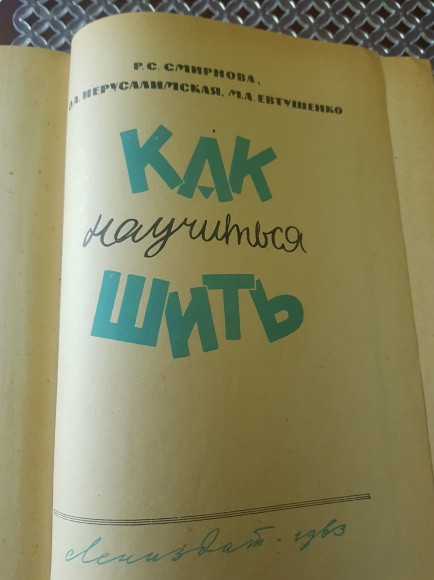 Р.С. СМИРНОВА,
ИЕРУСАЛИМСКАЯ, М.А. ЕВТУШЕНКО
КАК
научиться
ШИТЬ
Лениздат · 1963